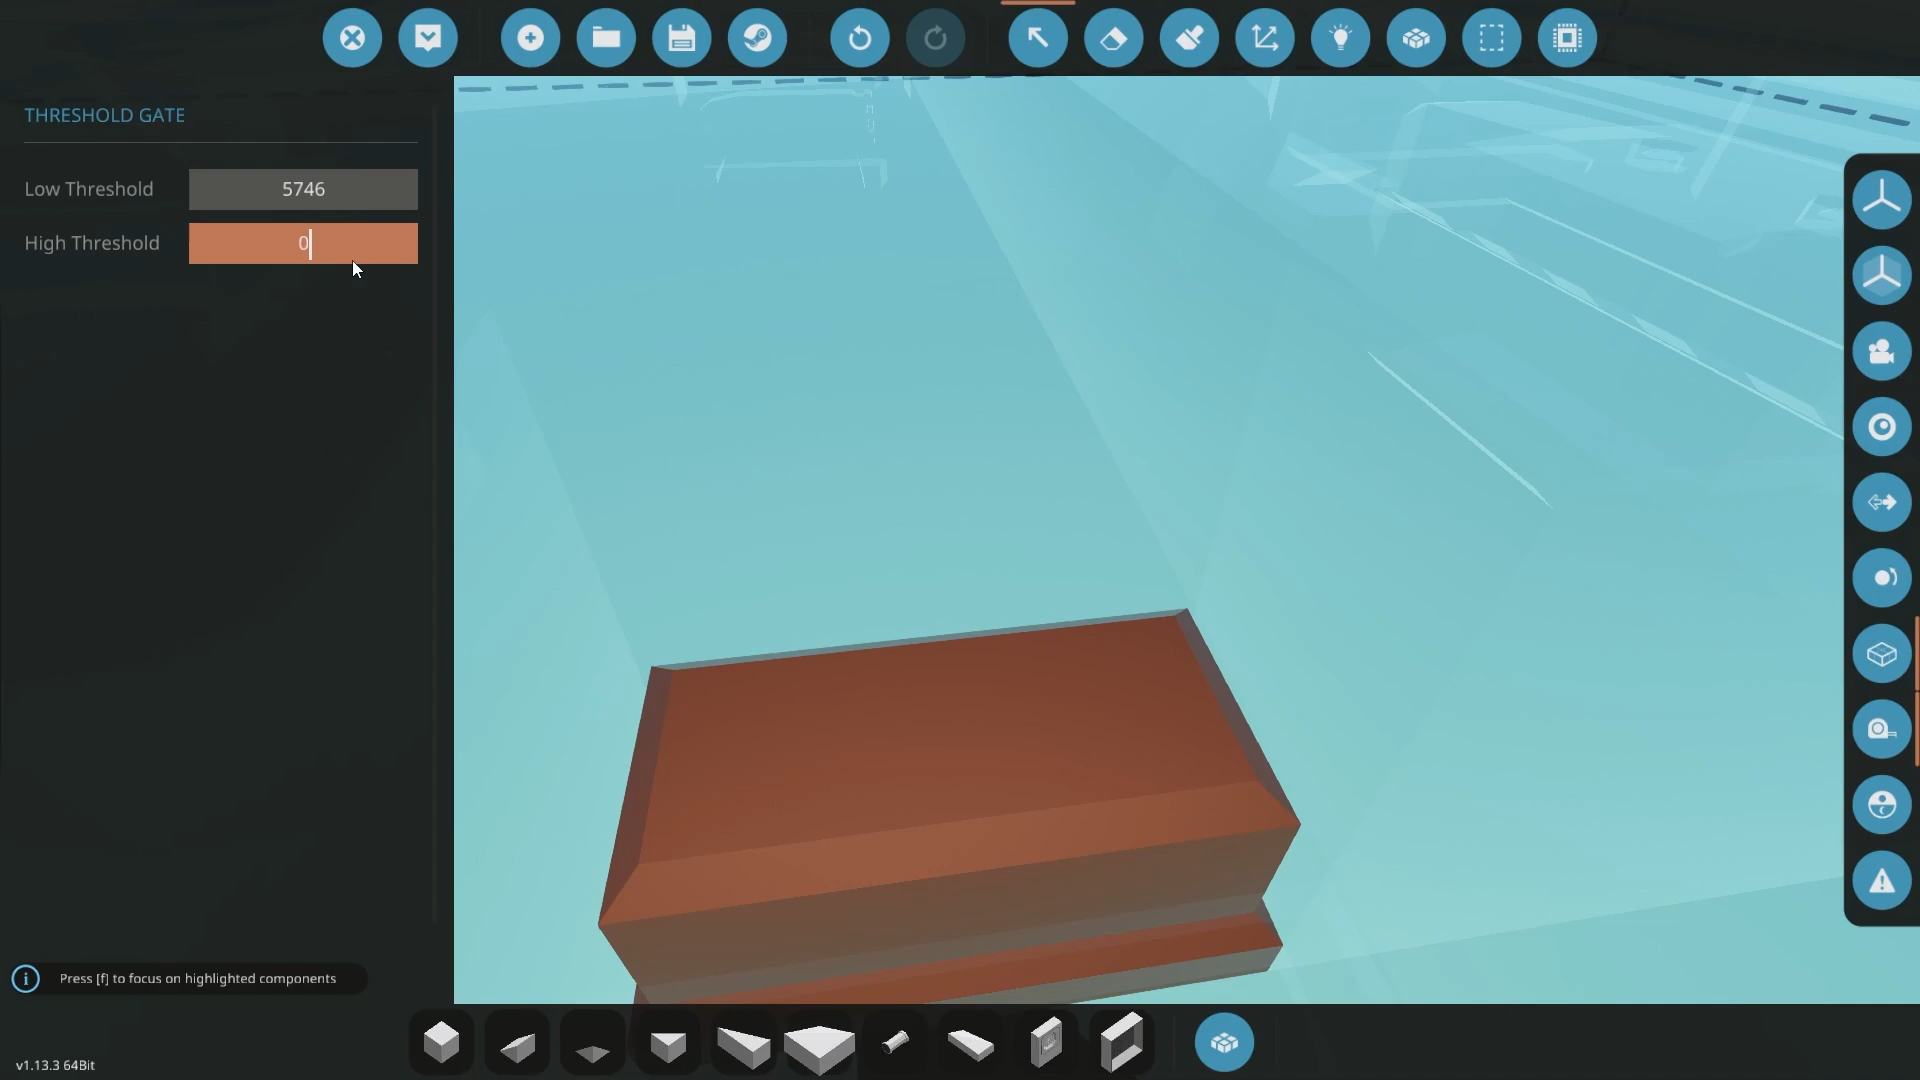 THRESHOLD GATE
Low Threshold 5746
High Threshold 0
Press [f] to focus on highlighted components
v1.13.3 64Bit